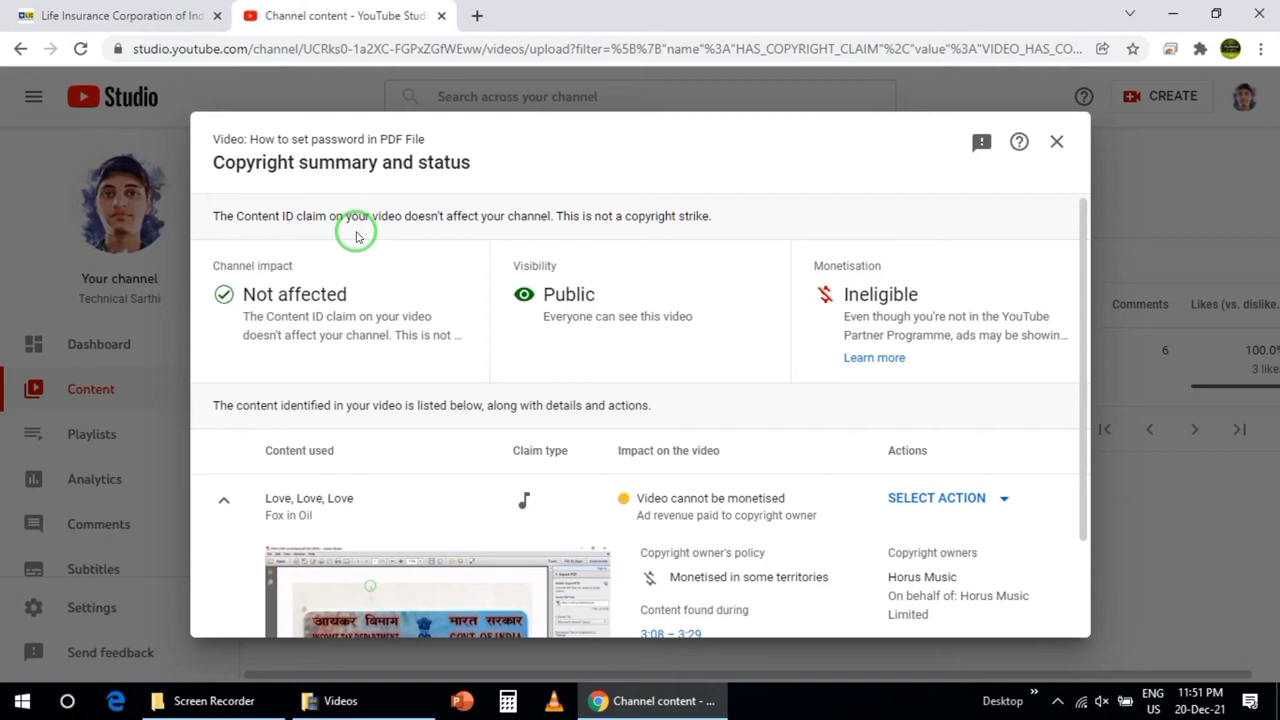 Life Insurance Corporation of Ind
Channel content - YouTube Studi
studio.youtube.com/channel/UCRks0-1a2XC-FGPxZGfWEww/videos/upload?filter=%5B%7B"name"%3A"HAS_COPYRIGHT_CLAIM"%2C"value"%3A"VIDEO_HAS_CO...
Studio
Search across your channel
CREATE
Video: How to set password in PDF File
Copyright summary and status
The Content ID claim on your video doesn't affect your channel. This is not a copyright strike.
Channel impact
Not affected
The Content ID claim on your video
doesn't affect your channel. This is not ...
Visibility
Public
Everyone can see this video
Monetisation
Ineligible
Even though you're not in the YouTube
Partner Programme, ads may be showin...
Learn more
Your channel
Technical Sarthi
Dashboard
Content
Playlists
Analytics
Comments
Subtitles
Settings
Send feedback
Comments
Likes (vs. dislike
6
100.0%
3 like
The content identified in your video is listed below, along with details and actions.
Content used
Claim type
Impact on the video
Actions
Love, Love, Love
Fox in Oil
Video cannot be monetised
Ad revenue paid to copyright owner
SELECT ACTION
Copyright owner's policy
Monetised in some territories
Content found during
3:08 – 3:29
Copyright owners
Horus Music
On behalf of: Horus Music
Limited
आयकर विभाग
भारत सरकार
INCOME TAX DEPARTMENT
GOVT. OF INDIA
Screen Recorder
Videos
Channel content - ...
Desktop
ENG
US
11:51 PM
20-Dec-21